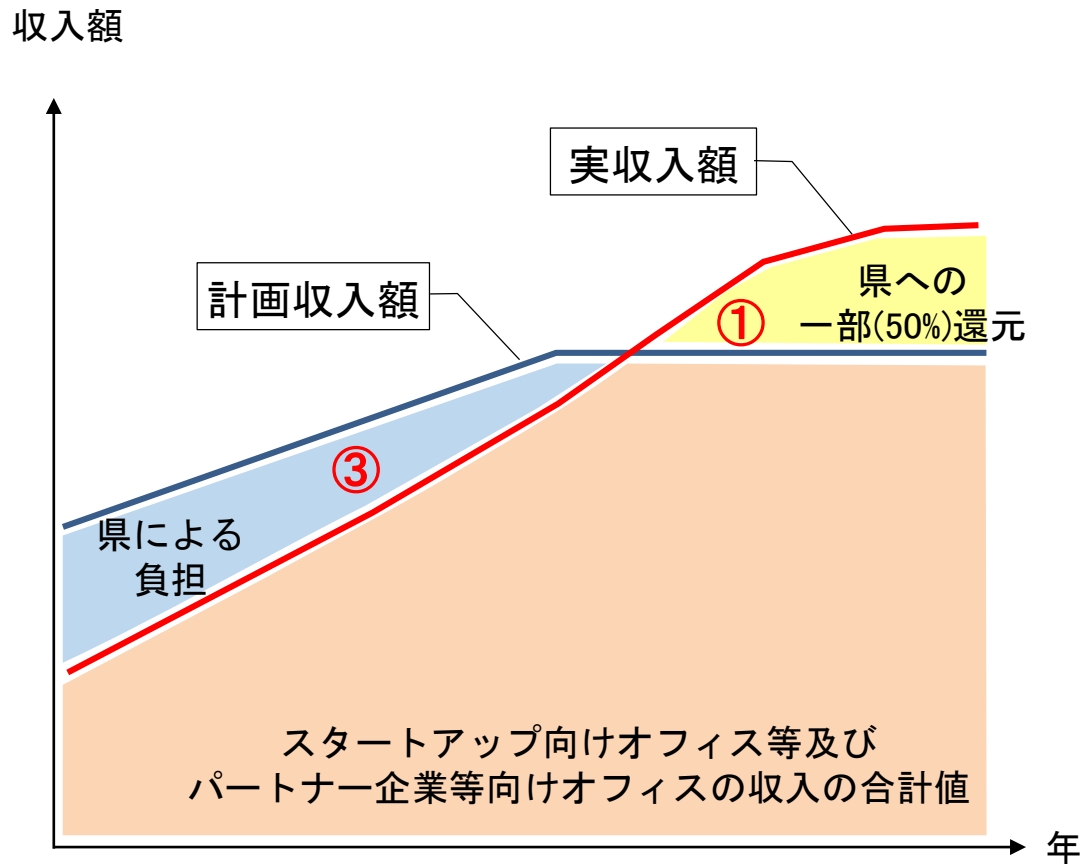 収入額
実収入額
計画収入額
県への
一部(50%)還元
①
③
県による
負担
スタートアップ向けオフィス等及び
パートナー企業等向けオフィスの収入の合計値
年